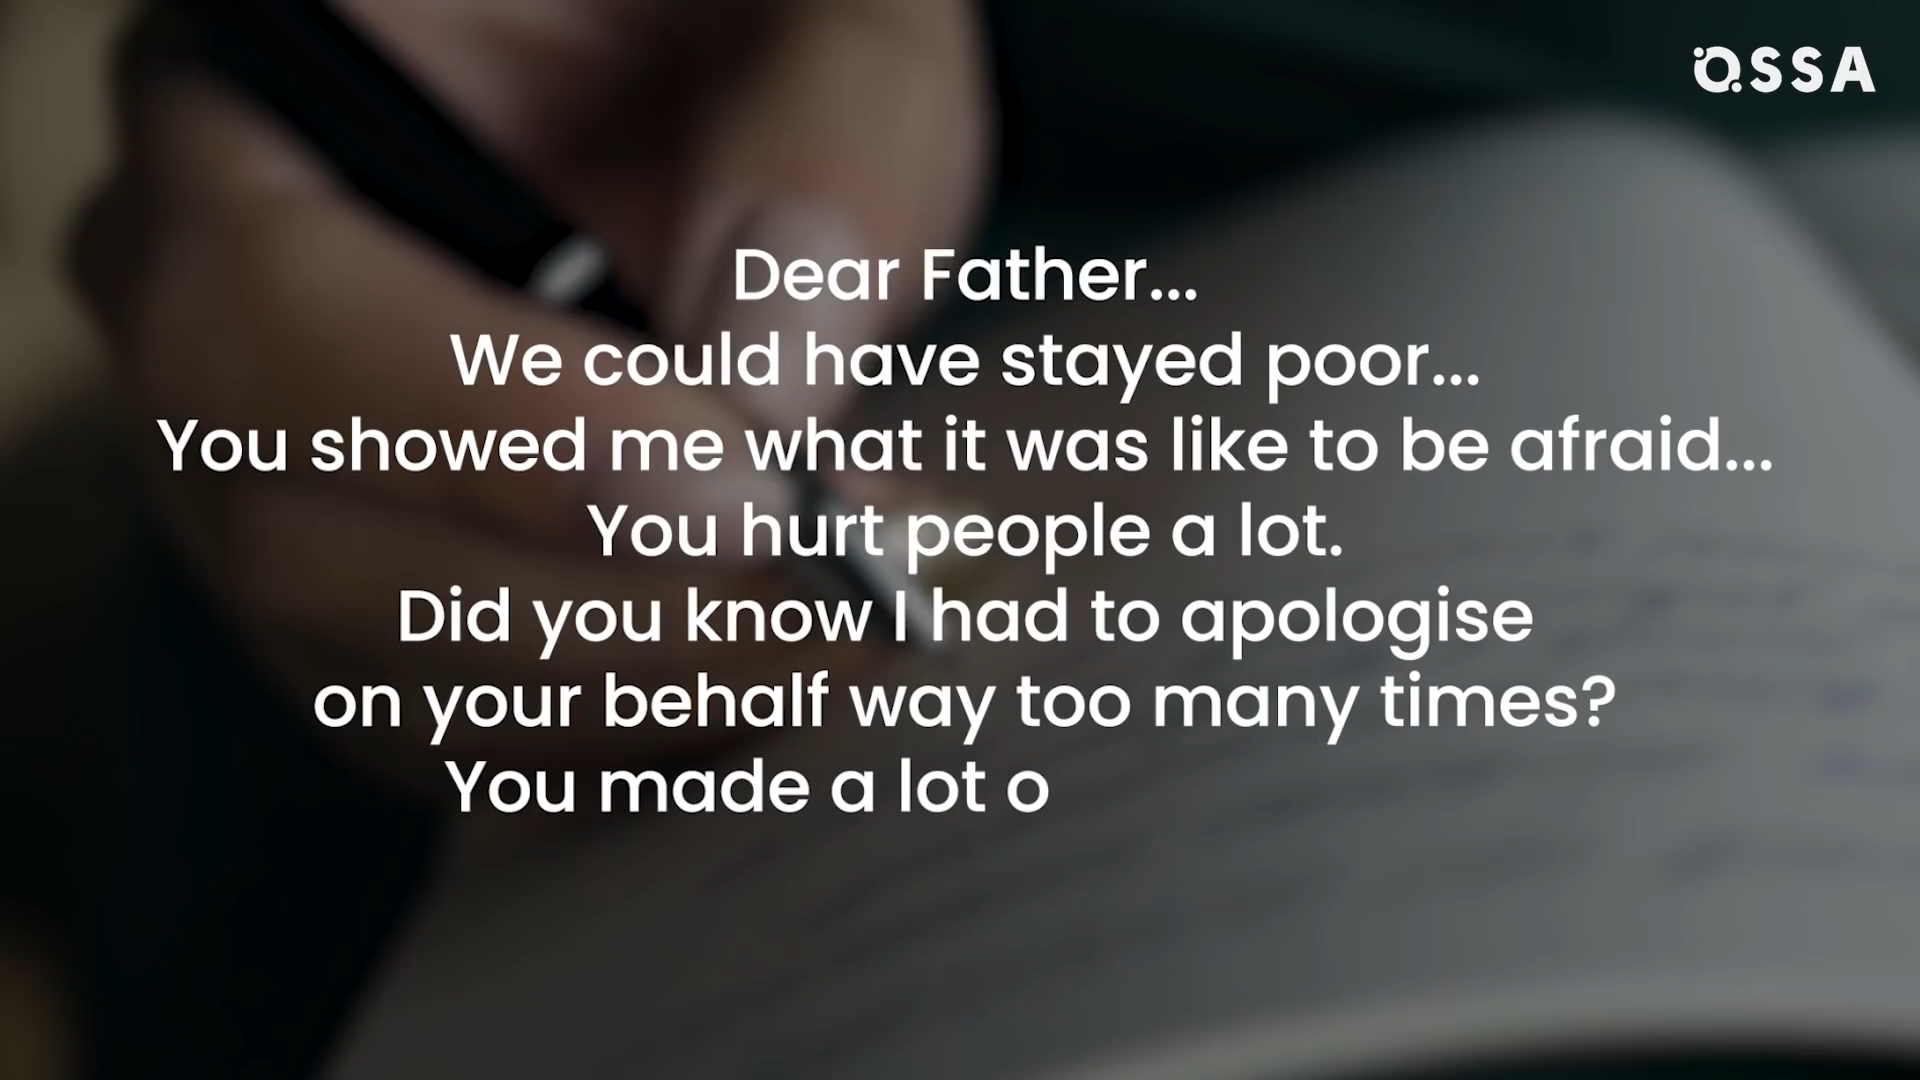 QSSA
Dear Father...
We could have stayed poor...
You showed me what it was like to be afraid...
You hurt people a lot.
Did you know I had to apologise
on your behalf way too many times?
You made a lot o